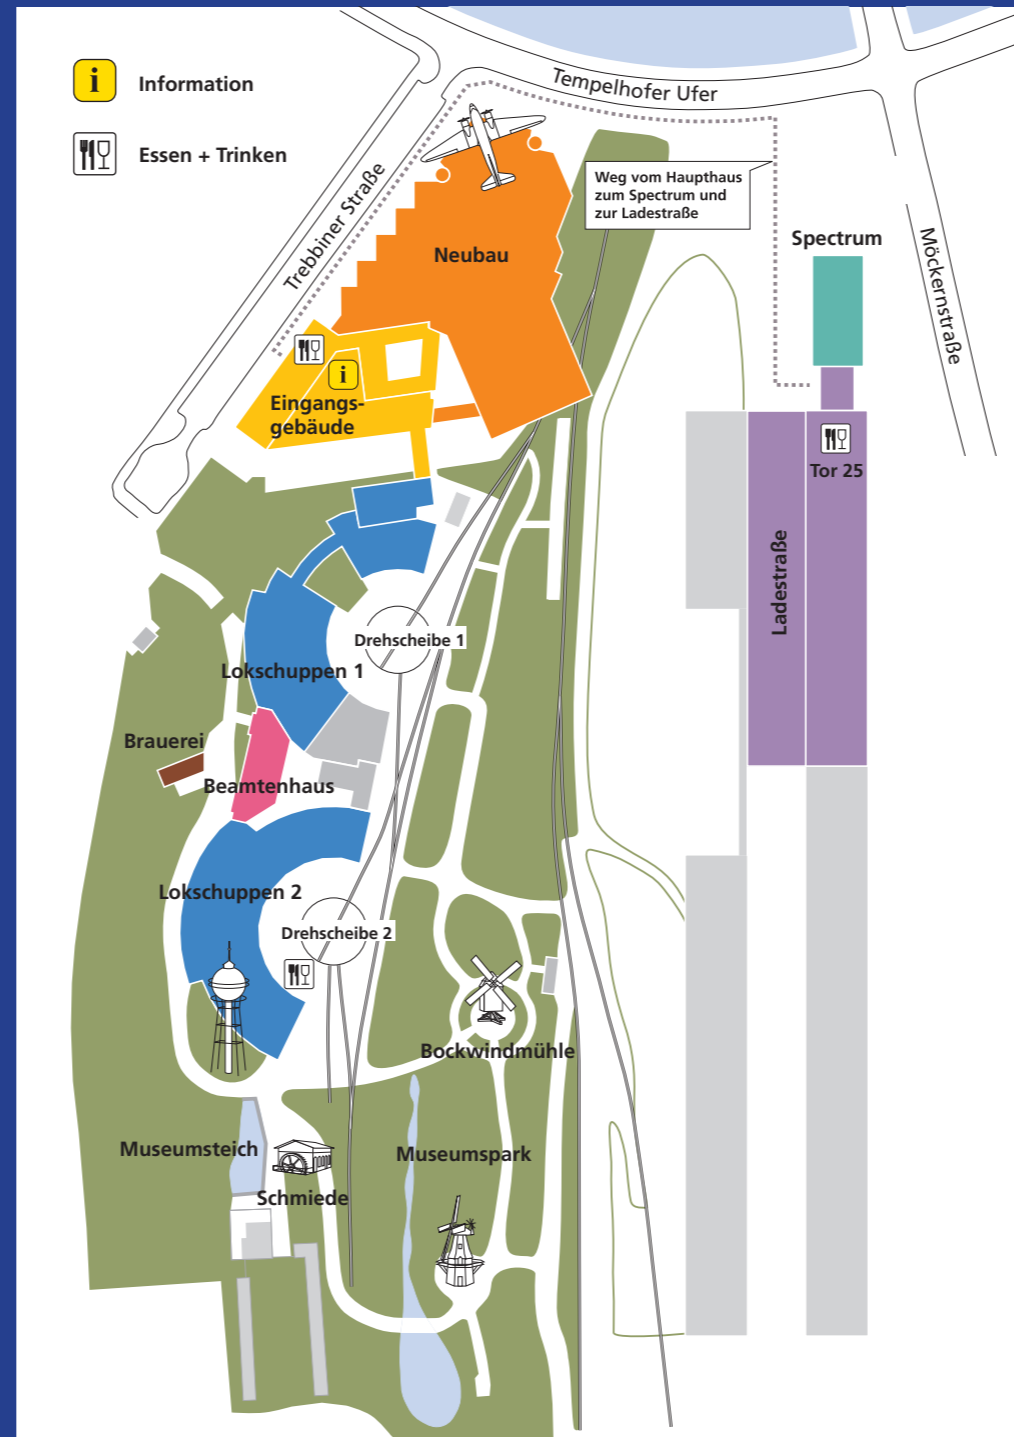 i
Information
Essen + Trinken
Tempelhofer Ufer
Trebbiner Straße
Weg vom Haupthaus
zum Spectrum und
zur Ladestraße
Möckernstraße
Neubau
Spectrum
i
Eingangs-
gebäude
Tor 25
Ladestraße
Drehscheibe 1
Lokschuppen 1
Brauerei
Beamtenhaus
Lokschuppen 2
Drehscheibe 2
Bockwindmühle
Museumsteich
Museumspark
Schmiede